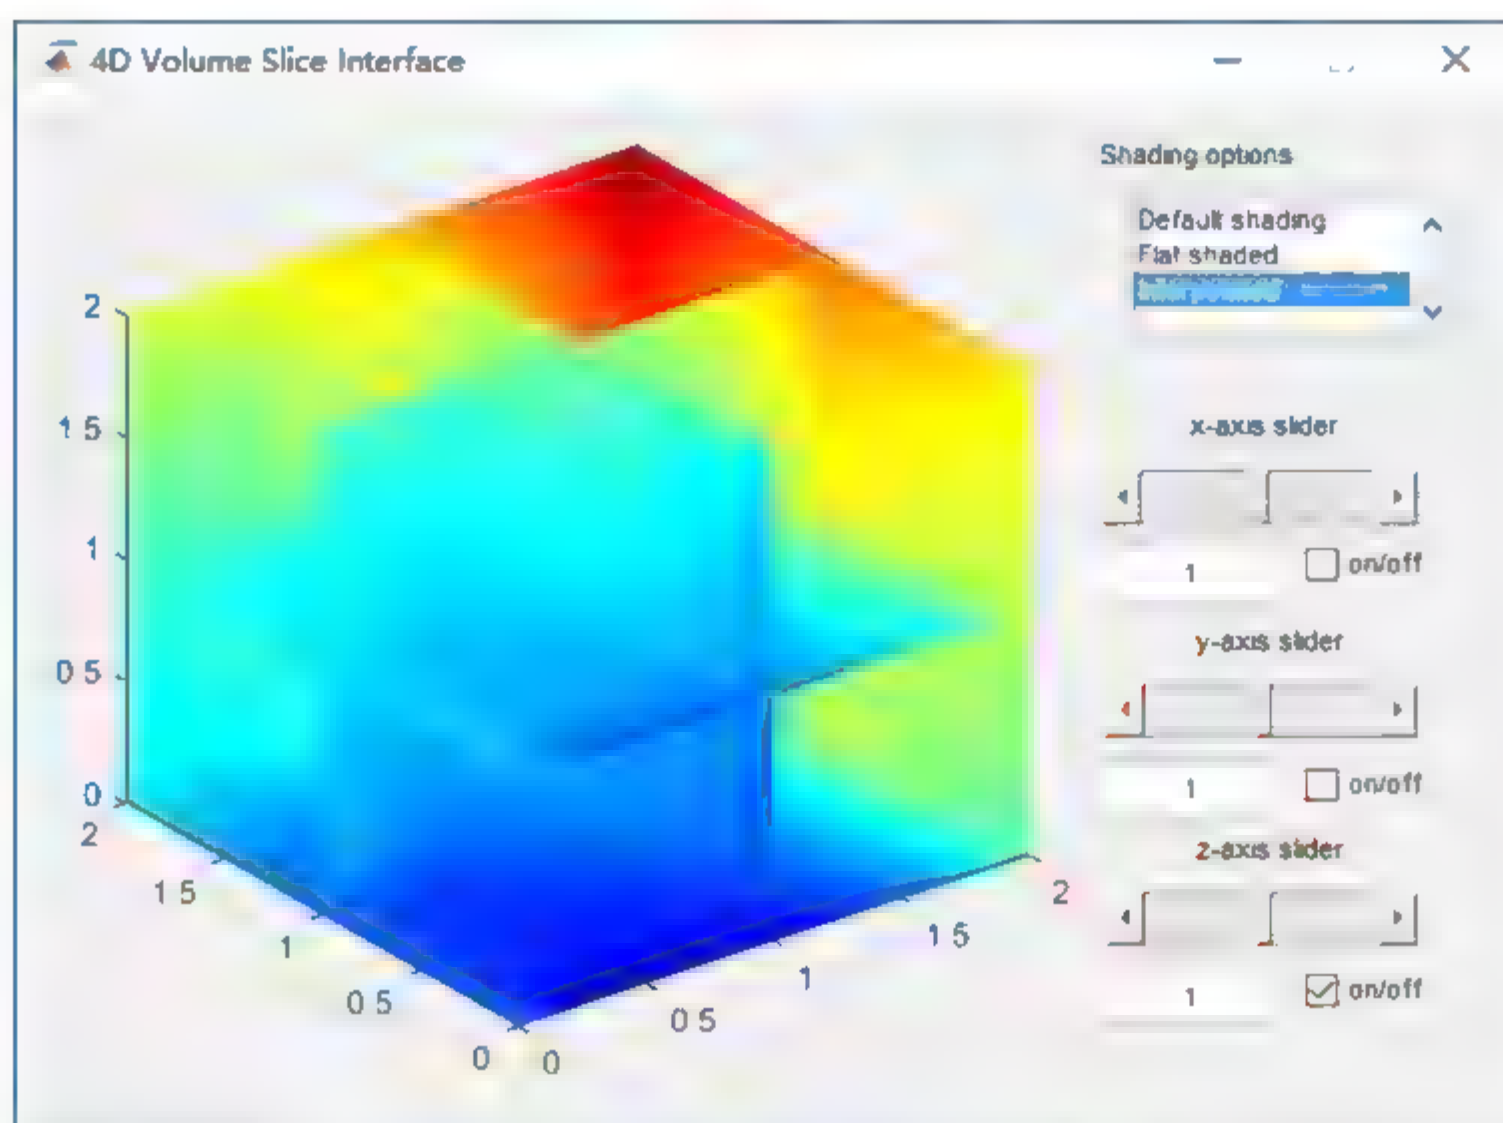 4D Volume Slice Interface
Shading options
Default shading
Flat shaded
x-axis slider
1
on/off
y-axis slider
1
on/off
z-axis slider
1
on/off
2
1.5
1
0.5
0
2
1.5
1
0.5
0
0
0.5
1
1.5
2